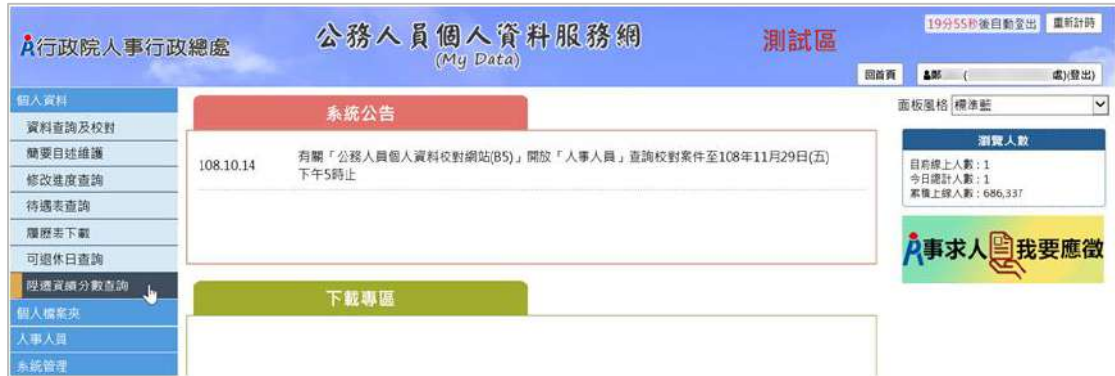 行政院人事行政總處
公務人員個人資料服務網
(My Data)
測試區
19分55秒後自動登出
重新計時
回首頁
鄭 ( 處)(登出)
個人資料
資料查詢及校對
簡要自述維護
修改進度查詢
待遇表查詢
履歷表下載
可退休日查詢
陞遷資績分數查詢
個人檔案夾
人事人員
系統管理
系統公告
108.10.14
有關「公務人員個人資料校對網站(B5)」開放「人事人員」查詢校對案件至108年11月29日(五)
下午5時止
下載專區
面板風格 標準藍
瀏覽人數
目前線上人數：1
今日總計人數：1
累積上線人數：686,337
事求人 我要應徵